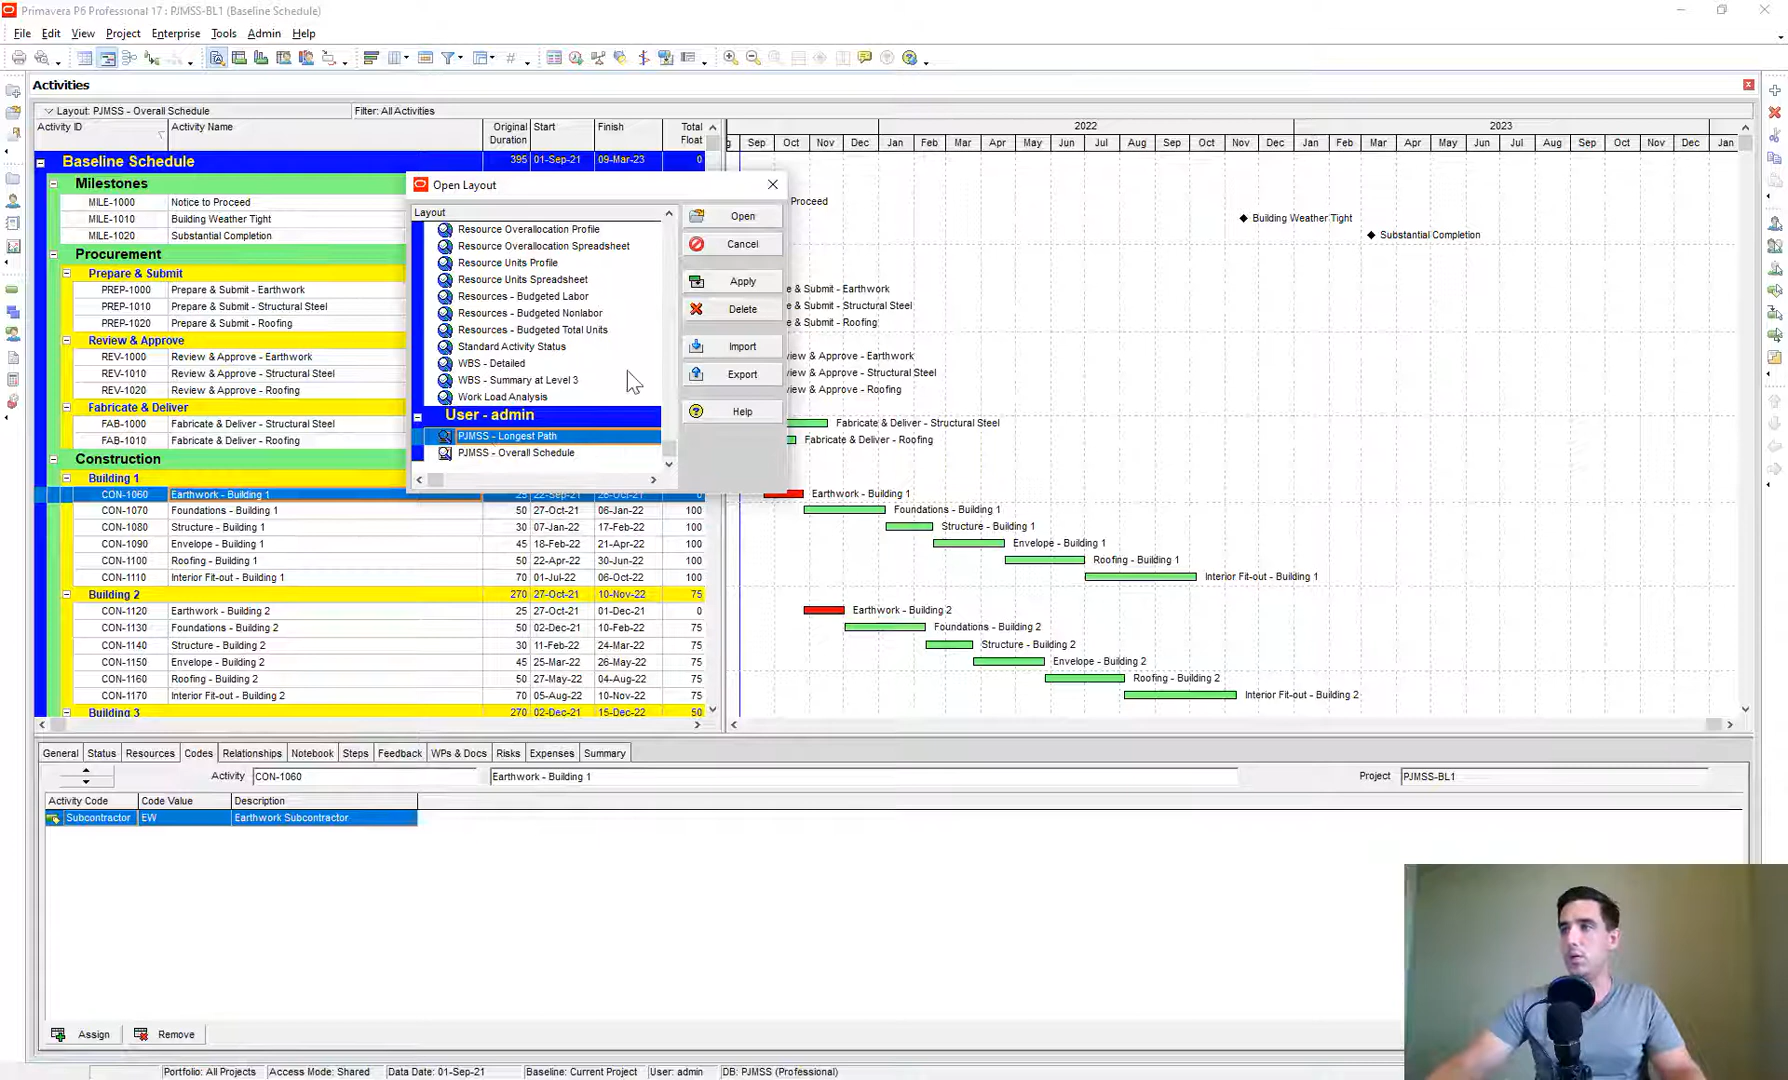 Primavera P6 Professional 17 : PJMSS-BL1 (Baseline Schedule)
File Edit View Project Enterprise Tools Admin Help
Activities
Layout: PJMSS - Overall Schedule Filter: All Activities
Activity ID Activity Name Original Duration Start Finish Total Float
2022 2023
Sep Oct Nov Dec Jan Feb Mar Apr May Jun Jul Aug Sep Oct Nov Dec Jan Feb Mar Apr May Jun Jul Aug Sep Oct Nov Dec Jan
Baseline Schedule 395 01-Sep-21 09-Mar-23 0
Milestones
MILE-1000 Notice to Proceed
MILE-1010 Building Weather Tight
MILE-1020 Substantial Completion
Procurement
Prepare & Submit
PREP-1000 Prepare & Submit - Earthwork
PREP-1010 Prepare & Submit - Structural Steel
PREP-1020 Prepare & Submit - Roofing
Review & Approve
REV-1000 Review & Approve - Earthwork
REV-1010 Review & Approve - Structural Steel
REV-1020 Review & Approve - Roofing
Fabricate & Deliver
FAB-1000 Fabricate & Deliver - Structural Steel
FAB-1010 Fabricate & Deliver - Roofing
Construction
Building 1
CON-1060 Earthwork - Building 1 25 22-Sep-21 26-Oct-21 0
CON-1070 Foundations - Building 1 50 27-Oct-21 06-Jan-22 100
CON-1080 Structure - Building 1 30 07-Jan-22 17-Feb-22 100
CON-1090 Envelope - Building 1 45 18-Feb-22 21-Apr-22 100
CON-1100 Roofing - Building 1 50 22-Apr-22 30-Jun-22 100
CON-1110 Interior Fit-out - Building 1 70 01-Jul-22 06-Oct-22 100
Building 2 270 27-Oct-21 10-Nov-22 75
CON-1120 Earthwork - Building 2 25 27-Oct-21 01-Dec-21 0
CON-1130 Foundations - Building 2 50 02-Dec-21 10-Feb-22 75
CON-1140 Structure - Building 2 30 11-Feb-22 24-Mar-22 75
CON-1150 Envelope - Building 2 45 25-Mar-22 26-May-22 75
CON-1160 Roofing - Building 2 50 27-May-22 04-Aug-22 75
CON-1170 Interior Fit-out - Building 2 70 05-Aug-22 10-Nov-22 75
Building 3 270 02-Dec-21 15-Dec-22 50
Open Layout
Layout
Resource Overallocation Profile
Resource Overallocation Spreadsheet
Resource Units Profile
Resource Units Spreadsheet
Resources - Budgeted Labor
Resources - Budgeted Nonlabor
Resources - Budgeted Total Units
Standard Activity Status
WBS - Detailed
WBS - Summary at Level 3
Work Load Analysis
User - admin
PJMSS - Longest Path
PJMSS - Overall Schedule
Open
Cancel
Apply
Delete
Import
Export
Help
Proceed
Building Weather Tight
Substantial Completion
e & Submit - Earthwork
e & Submit - Structural Steel
e & Submit - Roofing
view & Approve - Earthwork
view & Approve - Structural Steel
view & Approve - Roofing
Fabricate & Deliver - Structural Steel
Fabricate & Deliver - Roofing
Earthwork - Building 1
Foundations - Building 1
Structure - Building 1
Envelope - Building 1
Roofing - Building 1
Interior Fit-out - Building 1
Earthwork - Building 2
Foundations - Building 2
Structure - Building 2
Envelope - Building 2
Roofing - Building 2
Interior Fit-out - Building 2
General Status Resources Codes Relationships Notebook Steps Feedback WPs & Docs Risks Expenses Summary
Activity CON-1060 Earthwork - Building 1 Project PJMSS-BL1
Activity Code Code Value Description
Subcontractor EW Earthwork Subcontractor
Assign Remove
Portfolio: All Projects Access Mode: Shared Data Date: 01-Sep-21 Baseline: Current Project User: admin DB: PJMSS (Professional)